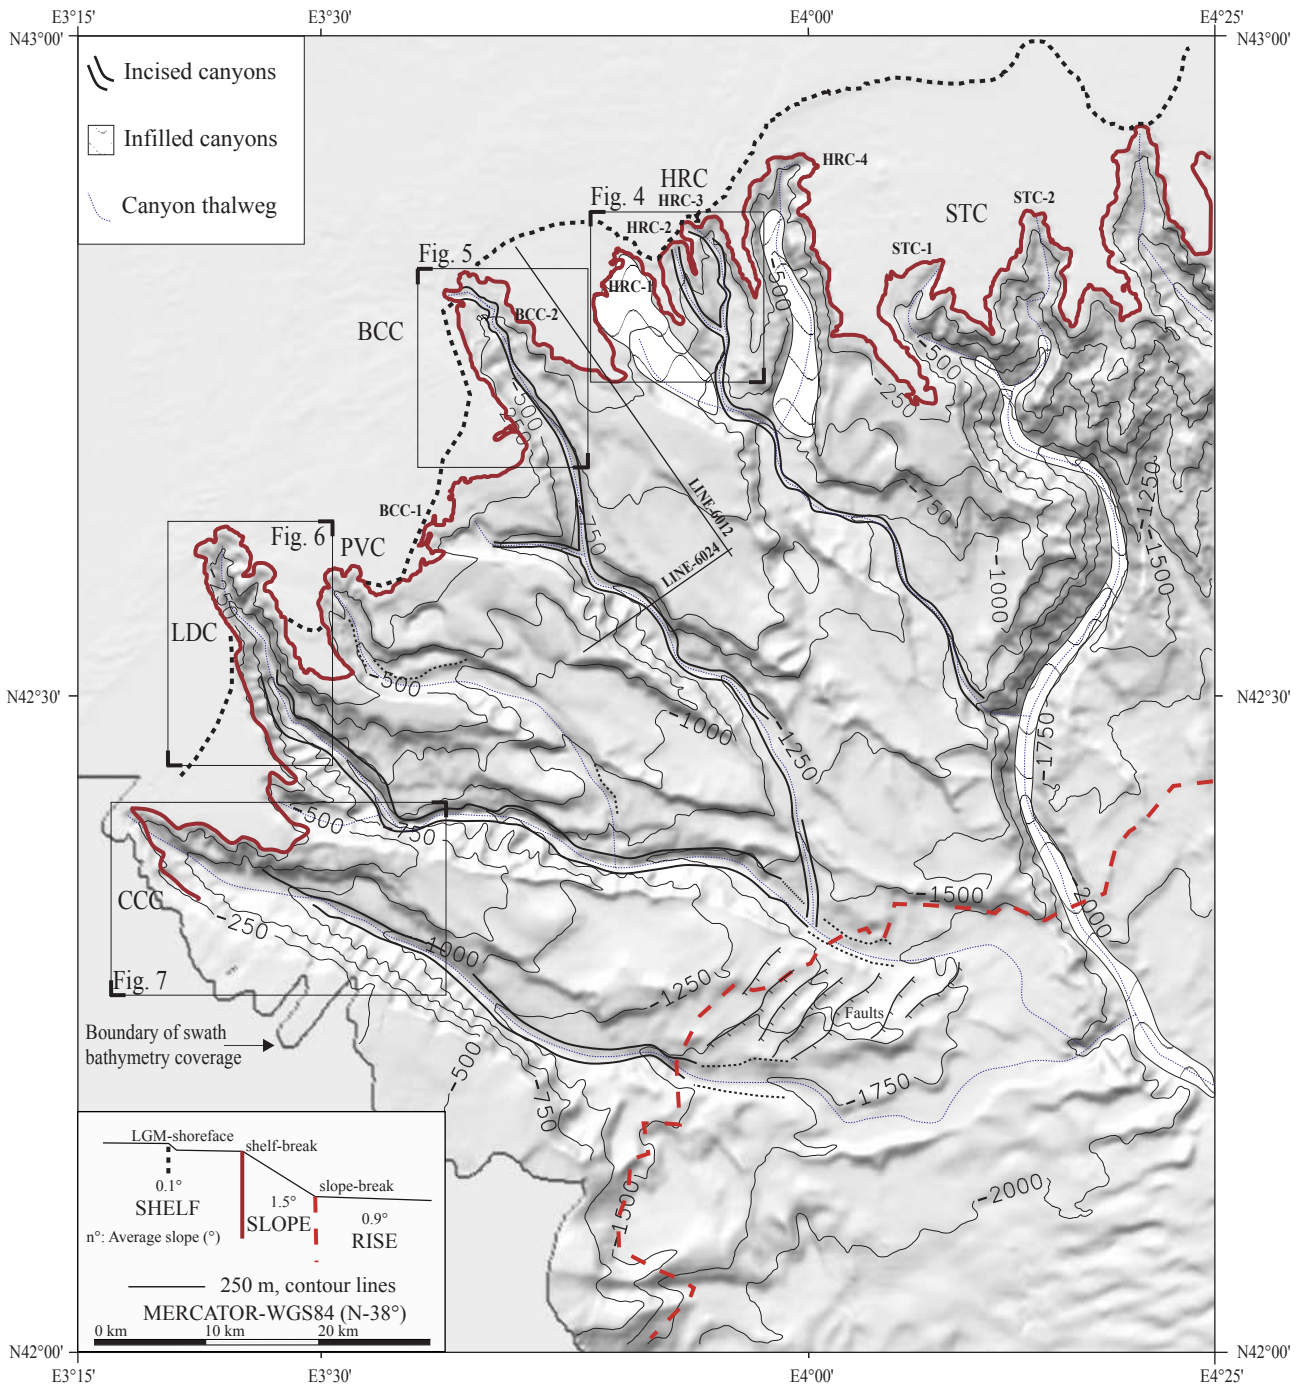 E3°15'
E3°30'
E4°00'
E4°25'
N43°00'
N43°00'
Incised canyons
Infilled canyons
Canyon thalweg
HRC-4
HRC
Fig. 4
HRC-3
HRC-2
STC
STC-2
STC-1
Fig. 5
HRC-1
BCC
BCC-2
-500
-500
-250
-500
-250
-750
-1250
-1500
LINE-6012
LINE-6024
BCC-1
-750
Fig. 6
PVC
-1000
-250
LDC
-500
N42°30'
N42°30'
-1000
-1250
-1750
-500
-750
CCC
-250
-1500
-2000
-1000
Fig. 7
-1250
Faults
Boundary of swath
bathymetry coverage
-500
-750
-1750
LGM-shoreface
shelf-break
0.1°
SHELF
1.5°
SLOPE
slope-break
0.9°
RISE
n°: Average slope (°)
-1500
-2000
250 m, contour lines
MERCATOR-WGS84 (N-38°)
0 km
10 km
20 km
N42°00'
N42°00'
E3°15'
E3°30'
E4°00'
E4°25'